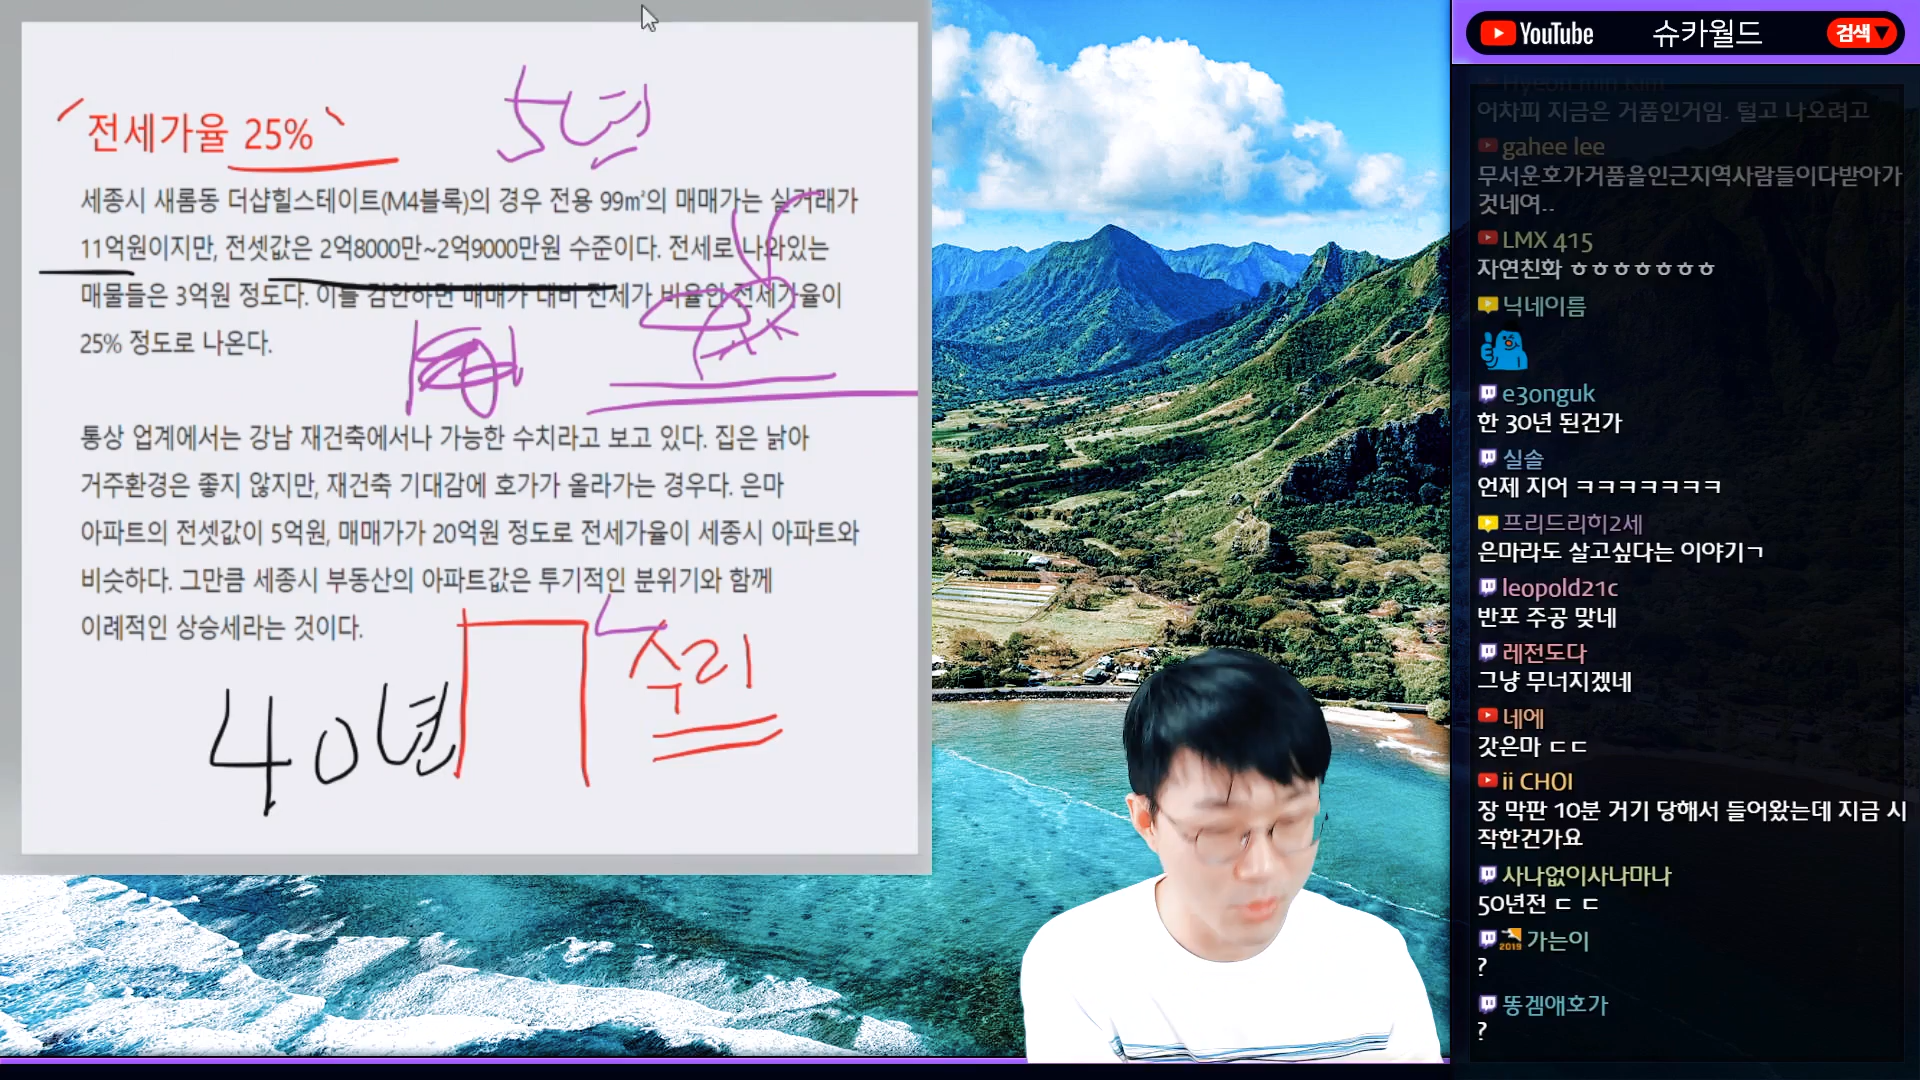 전세가율 25%
5년
세종시 새롬동 더샵힐스테이트(M4블록)의 경우 전용 99㎡의 매매가는 실거래가
11억원이지만, 전셋값은 2억8000만~2억9000만원 수준이다. 전세로 나와있는
매물들은 3억원 정도다. 이를 감안하면 매매가 대비 전세가 비율인 전세가율이
25% 정도로 나온다.
통상 업계에서는 강남 재건축에서나 가능한 수치라고 보고 있다. 집은 낡아
거주환경은 좋지 않지만, 재건축 기대감에 호가가 올라가는 경우다. 은마
아파트의 전셋값이 5억원, 매매가가 20억원 정도로 전세가율이 세종시 아파트와
비슷하다. 그만큼 세종시 부동산의 아파트값은 투기적인 분위기와 함께
이례적인 상승세라는 것이다.
40년
수리
YouTube 슈카월드 검색▼
Hyeon min Kim
어차피 지금은 거품인거임. 털고 나오려고
gahee lee
무서운호가거품을인근지역사람들이다받아가
것네여..
LMX 415
자연친화 ㅎㅎㅎㅎㅎㅎㅎ
닉네이름
e3onguk
한 30년 된건가
실솔
언제 지어 ㅋㅋㅋㅋㅋㅋㅋ
프리드리히2세
은마라도 살고싶다는 이야기ㄱ
leopold21c
반포 주공 맞네
레전도다
그냥 무너지겠네
네에
갓은마 ㄷㄷ
ii CHOI
장 막판 10분 거기 당해서 들어왔는데 지금 시
작한건가요
사나없이사나마나
50년전 ㄷ ㄷ
2019 가는이
?
똥겜애호가
?